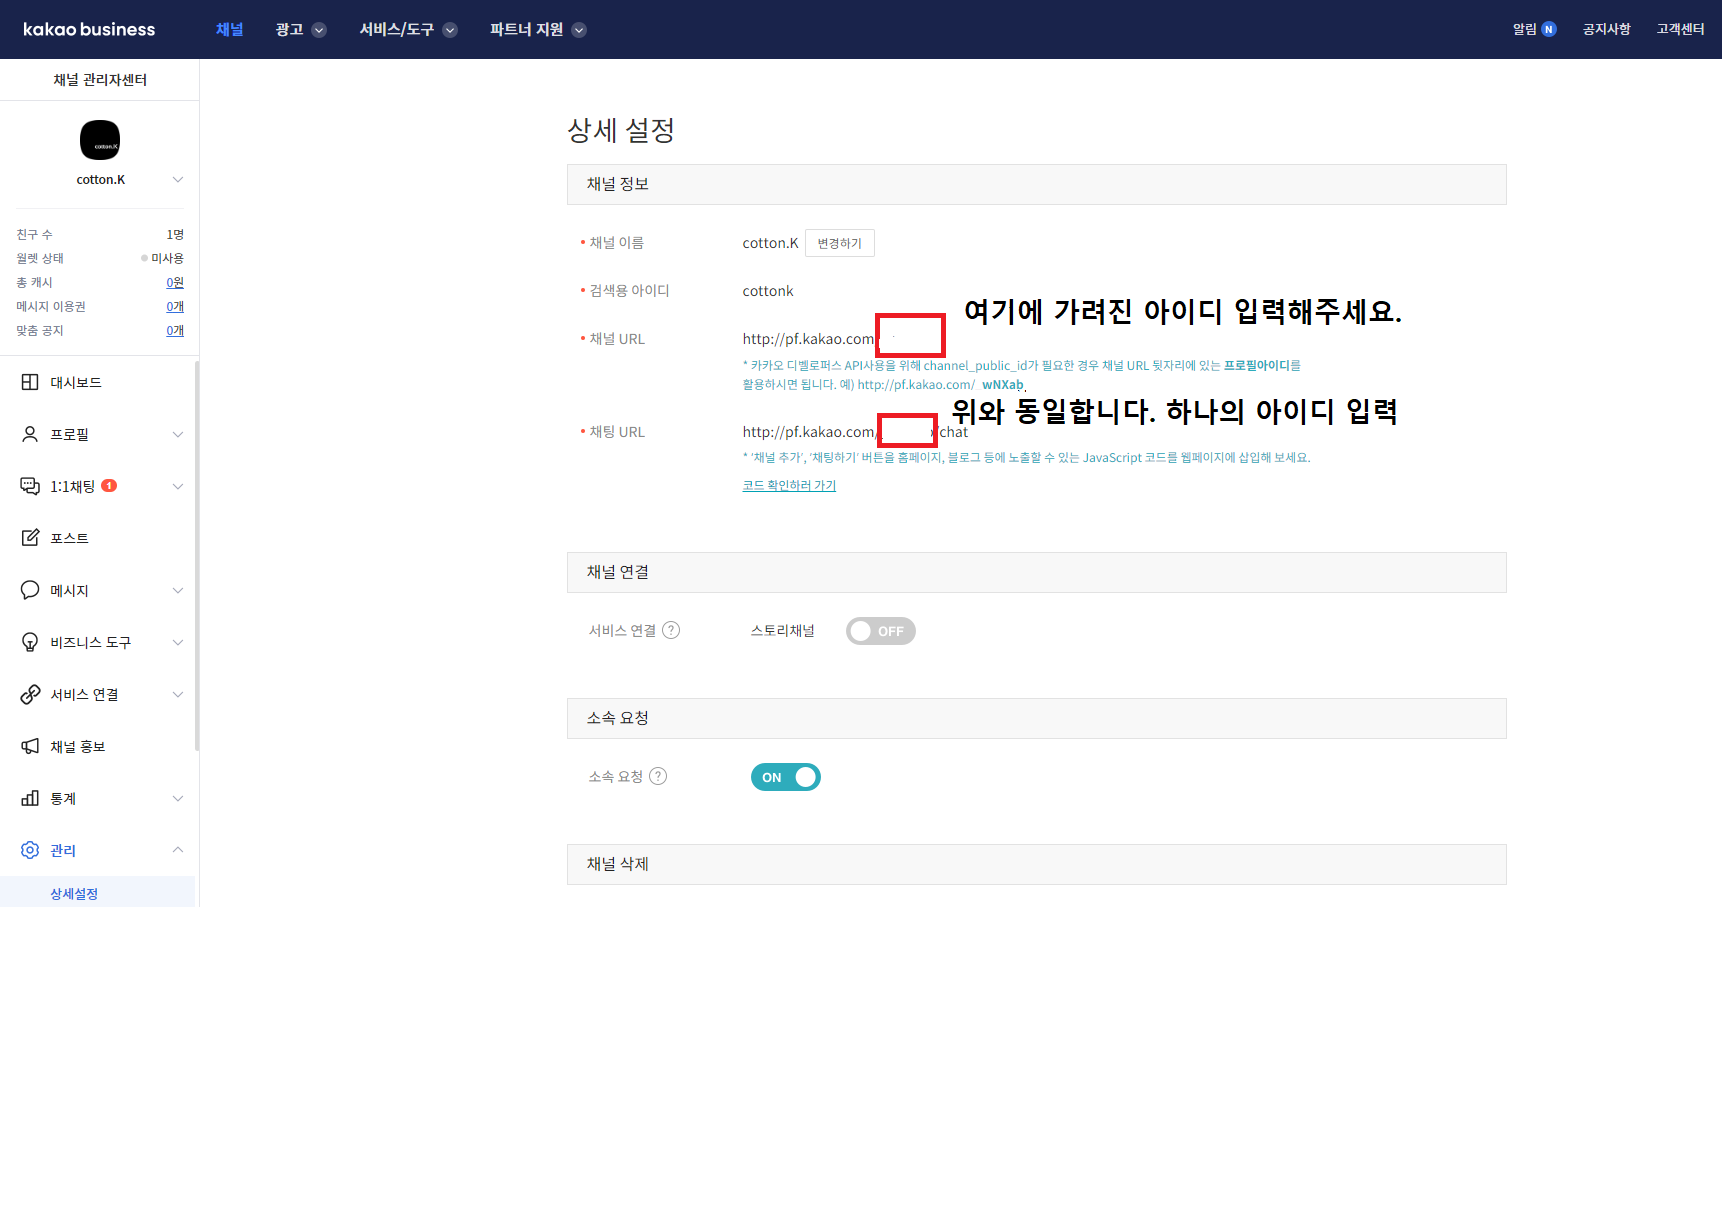 kakao business
채널
광고
서비스/도구
파트너 지원
알림 N
공지사항
고객센터
채널 관리자센터
cotton.K
cotton.K
친구 수 1명
월렛 상태 미사용
총 캐시 0원
메시지 이용권 0개
맞춤 공지 0개
대시보드
프로필
1:1채팅 1
포스트
메시지
비즈니스 도구
서비스 연결
채널 홍보
통계
관리
상세설정
상세 설정
채널 정보
• 채널 이름 cotton.K 변경하기
• 검색용 아이디 cottonk
여기에 가려진 아이디 입력해주세요.
• 채널 URL http://pf.kakao.com
* 카카오 디벨로퍼스 API사용을 위해 channel_public_id가 필요한 경우 채널 URL 뒷자리에 있는 프로필아이디를
활용하시면 됩니다. 예) http://pf.kakao.com/ wNXab
위와 동일합니다. 하나의 아이디 입력
• 채팅 URL http://pf.kakao.com/ /chat
* ‘채널 추가’, ‘채팅하기’ 버튼을 홈페이지, 블로그 등에 노출할 수 있는 JavaScript 코드를 웹페이지에 삽입해 보세요.
코드 확인하러 가기
채널 연결
서비스 연결 ? 스토리채널 OFF
소속 요청
소속 요청 ? ON
채널 삭제